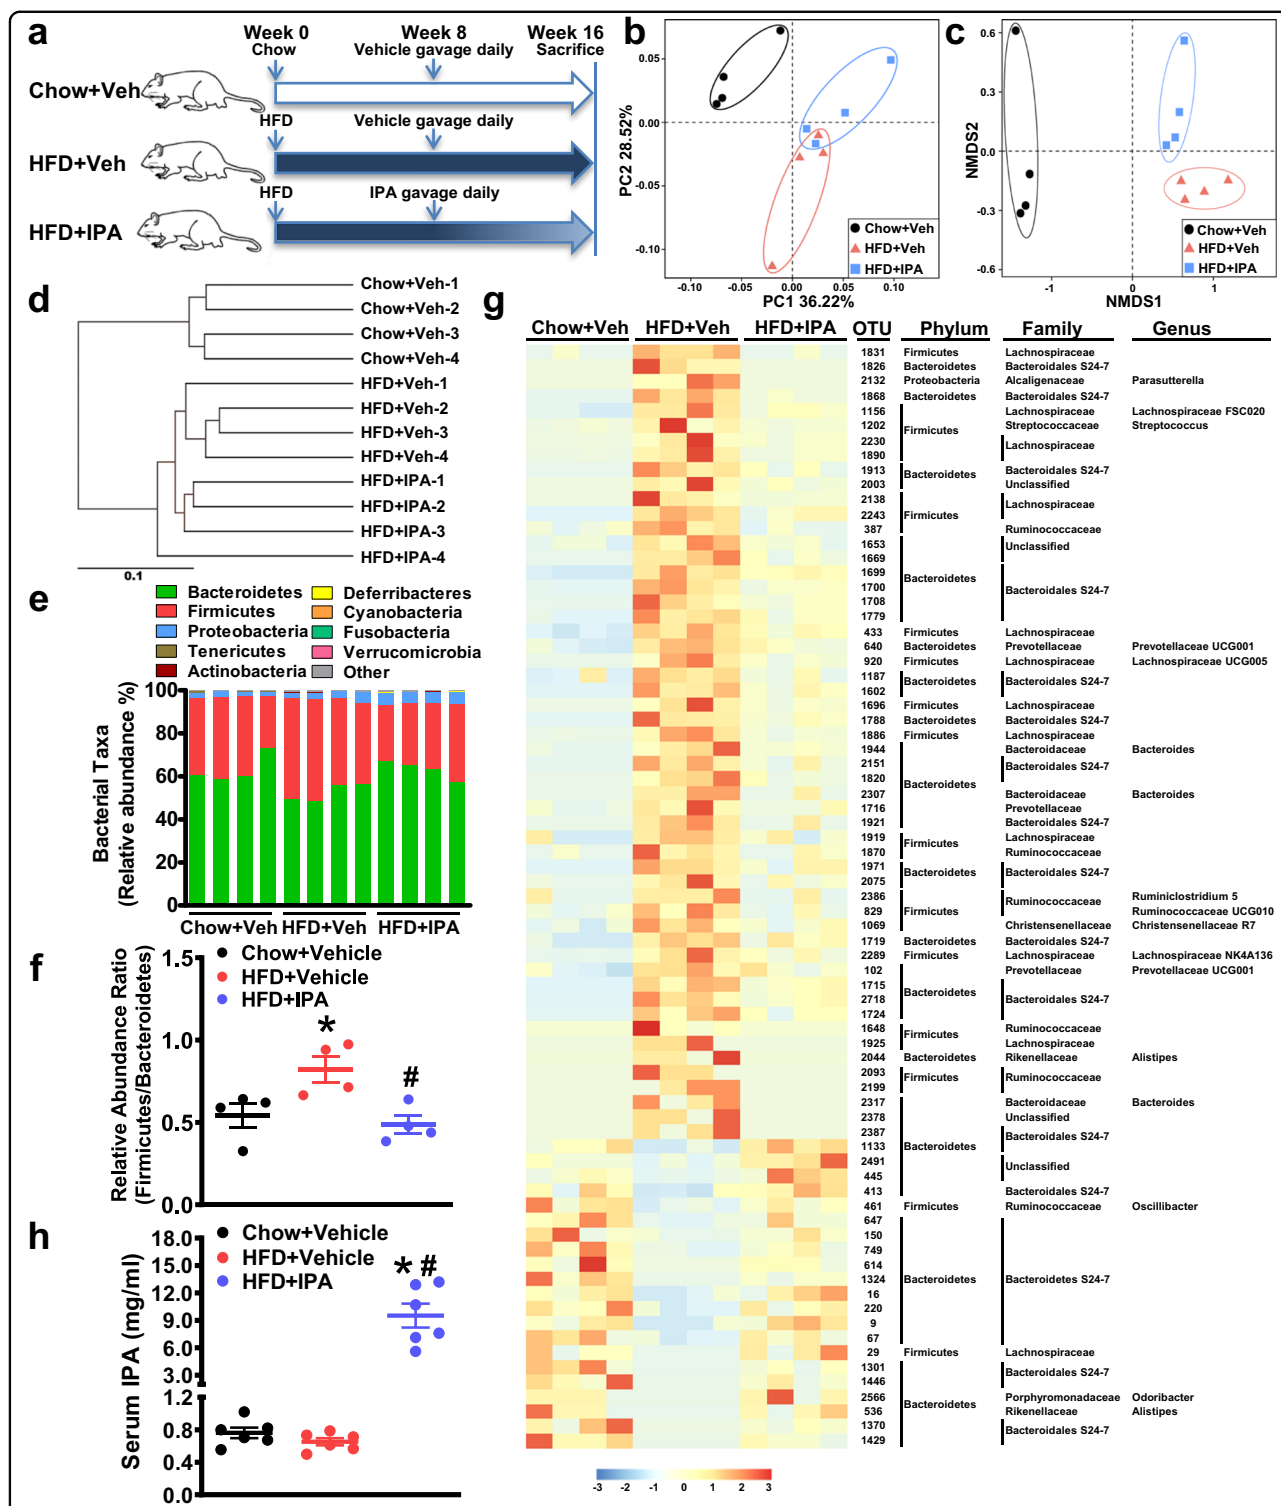 a
Week 0
Week 8
Week 16
Chow
Vehicle gavage daily
Sacrifice
Chow+Veh
HFD
Vehicle gavage daily
HFD+Veh
HFD
IPA gavage daily
HFD+IPA
b
0.05
0.00
-0.05
-0.10
PC2 28.52%
Chow+Veh
HFD+Veh
HFD+IPA
-0.10
-0.05
0.00
0.05
0.10
PC1 36.22%
c
0.6
0.3
0.0
-0.3
-0.6
NMDS2
Chow+Veh
HFD+Veh
HFD+IPA
-1
0
1
NMDS1
d
Chow+Veh-1
Chow+Veh-2
Chow+Veh-3
Chow+Veh-4
HFD+Veh-1
HFD+Veh-2
HFD+Veh-3
HFD+Veh-4
HFD+IPA-1
HFD+IPA-2
HFD+IPA-3
HFD+IPA-4
0.1
e
Bacteroidetes
Firmicutes
Proteobacteria
Tenericutes
Actinobacteria
Deferribacteres
Cyanobacteria
Fusobacteria
Verrucomicrobia
Other
Bacterial Taxa
(Relative abundance %)
100
80
60
40
20
0
Chow+Veh HFD+Veh HFD+IPA
f
Chow+Vehicle
HFD+Vehicle
HFD+IPA
Relative Abundance Ratio
(Firmicutes/Bacteroidetes)
1.5
1.0
0.5
0.0
*
#
h
Chow+Vehicle
HFD+Vehicle
HFD+IPA
Serum IPA (mg/ml)
18.0
15.0
12.0
9.0
6.0
3.0
1.2
0.8
0.4
0.0
* #
g
Chow+Veh HFD+Veh HFD+IPA OTU Phylum Family Genus
1831 Firmicutes Lachnospiraceae
1826 Bacteroidetes Bacteroidales S24-7
2132 Proteobacteria Alcaligenaceae Parasutterella
1868 Bacteroidetes Bacteroidales S24-7
1156 Lachnospiraceae Lachnospiraceae FSC020
1202 Firmicutes Streptococcaceae Streptococcus
2230 Lachnospiraceae
1890
1913 Bacteroidetes Bacteroidales S24-7
2003 Unclassified
2138 Lachnospiraceae
2243 Firmicutes
387 Ruminococcaceae
1653 Unclassified
1669
1699 Bacteroidetes
1700 Bacteroidales S24-7
1708
1779
433 Firmicutes Lachnospiraceae
640 Bacteroidetes Prevotellaceae Prevotellaceae UCG001
920 Firmicutes Lachnospiraceae Lachnospiraceae UCG005
1187 Bacteroidetes Bacteroidales S24-7
1602
1696 Firmicutes Lachnospiraceae
1788 Bacteroidetes Bacteroidales S24-7
1886 Firmicutes Lachnospiraceae
1944 Bacteroidaceae Bacteroides
2151 Bacteroidales S24-7
1820 Bacteroidetes
2307 Bacteroidaceae Bacteroides
1716 Prevotellaceae
1921 Bacteroidales S24-7
1919 Firmicutes Lachnospiraceae
1870 Ruminococcaceae
1971 Bacteroidetes Bacteroidales S24-7
2075
2386 Ruminococcaceae Ruminiclostridium 5
829 Firmicutes Ruminococcaceae UCG010
1069 Christensenellaceae Christensenellaceae R7
1719 Bacteroidetes Bacteroidales S24-7
2289 Firmicutes Lachnospiraceae Lachnospiraceae NK4A136
102 Prevotellaceae Prevotellaceae UCG001
1715 Bacteroidetes
2718 Bacteroidales S24-7
1724
1648 Firmicutes Ruminococcaceae
1925 Lachnospiraceae
2044 Bacteroidetes Rikenellaceae Alistipes
2093 Firmicutes Ruminococcaceae
2199
2317 Bacteroidaceae Bacteroides
2378 Unclassified
2387 Bacteroidetes Bacteroidales S24-7
1133
2491 Unclassified
445
413 Bacteroidales S24-7
461 Firmicutes Ruminococcaceae Oscillibacter
647
150
749
614
1324 Bacteroidetes Bacteroidetes S24-7
16
220
9
67
29 Firmicutes Lachnospiraceae
1301 Bacteroidales S24-7
1446
2566 Bacteroidetes Porphyromonadaceae Odoribacter
536 Rikenellaceae Alistipes
1370 Bacteroidales S24-7
1429
-3 -2 -1 0 1 2 3